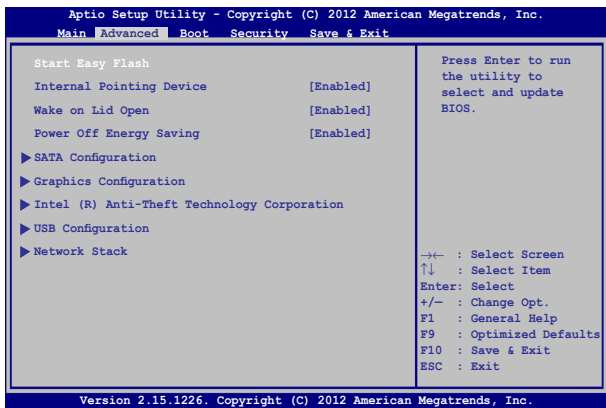 Aptio Setup Utility - Copyright (C) 2012 American Megatrends, Inc.
Main Advanced Boot Security Save & Exit
Start Easy Flash
Internal Pointing Device [Enabled]
Wake on Lid Open [Enabled]
Power Off Energy Saving [Enabled]
SATA Configuration
Graphics Configuration
Intel (R) Anti-Theft Technology Corporation
USB Configuration
Network Stack
Press Enter to run
the utility to
select and update
BIOS.
→← : Select Screen
↑↓ : Select Item
Enter: Select
+/− : Change Opt.
F1 : General Help
F9 : Optimized Defaults
F10 : Save & Exit
ESC : Exit
Version 2.15.1226. Copyright (C) 2012 American Megatrends, Inc.